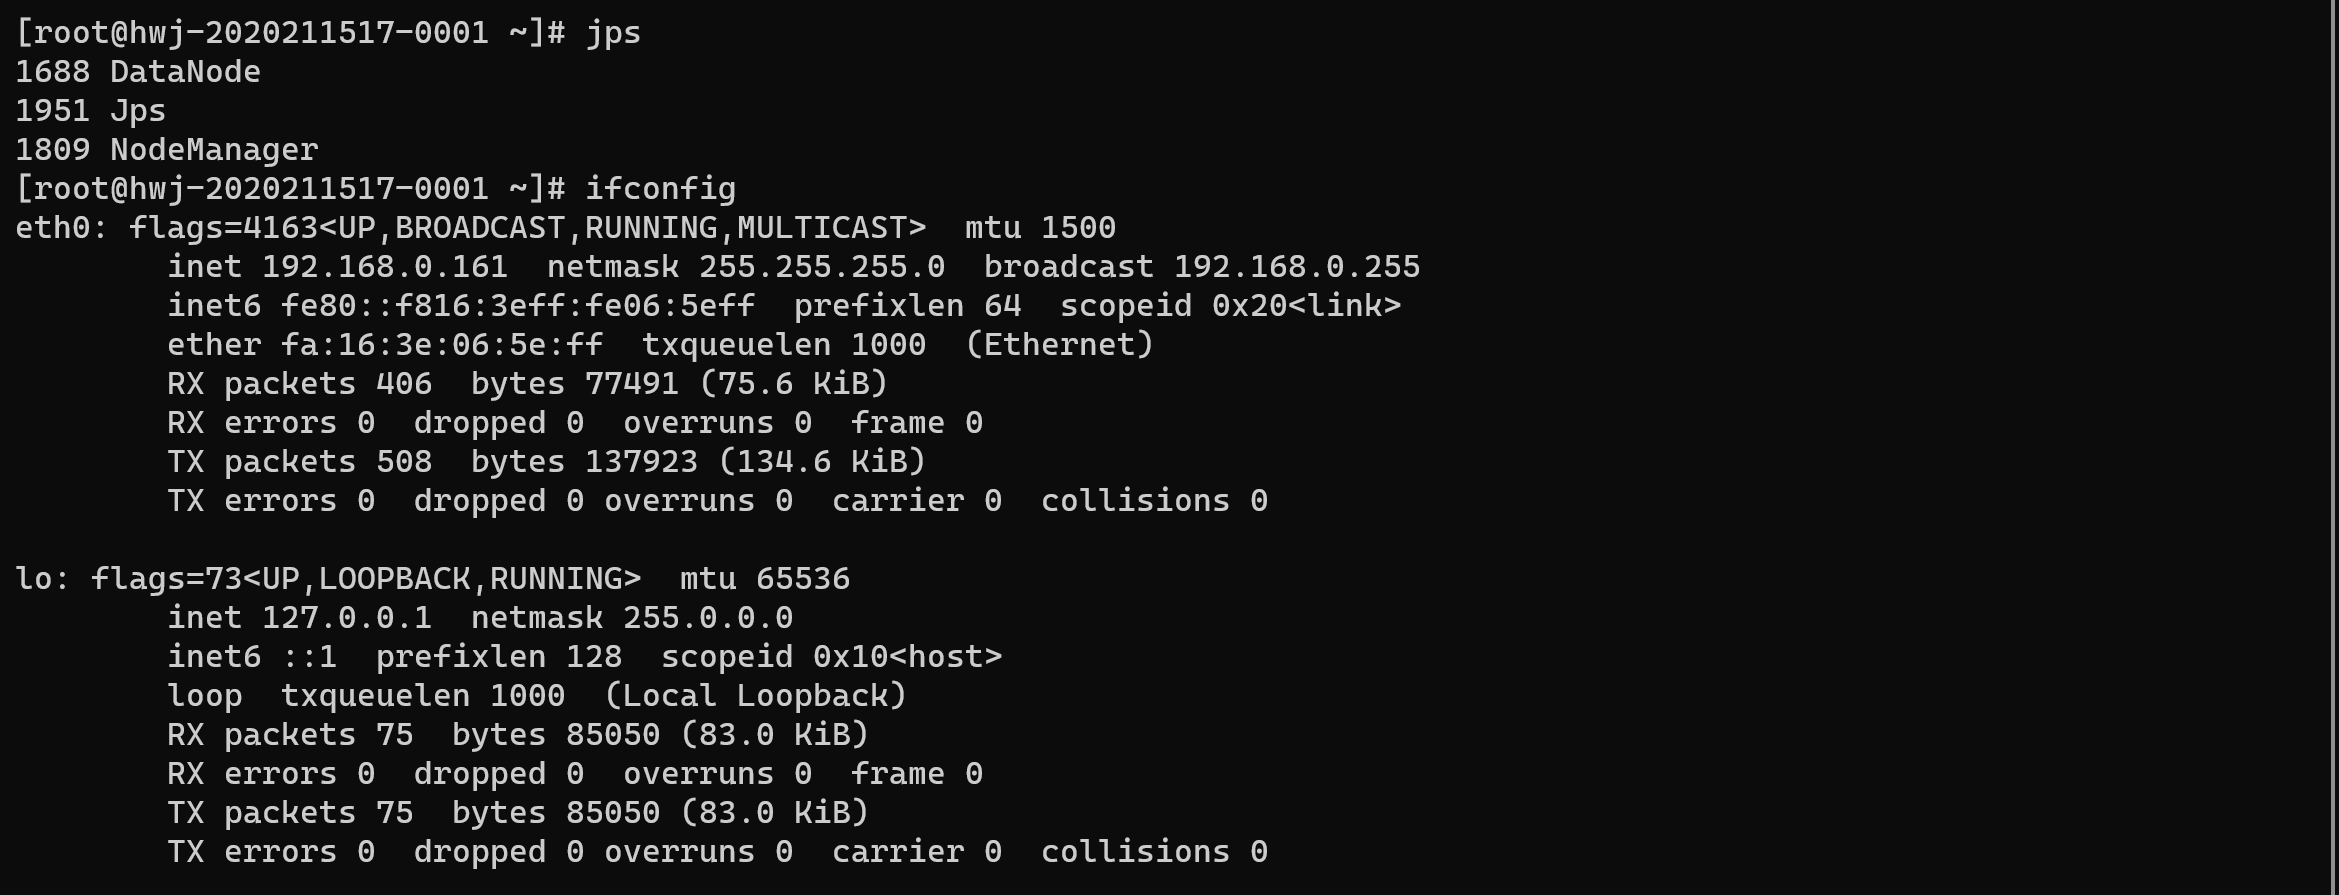 [root@hwj-2020211517-0001 ~]# jps
1688 DataNode
1951 Jps
1809 NodeManager
[root@hwj-2020211517-0001 ~]# ifconfig
eth0: flags=4163<UP,BROADCAST,RUNNING,MULTICAST>  mtu 1500
        inet 192.168.0.161  netmask 255.255.255.0  broadcast 192.168.0.255
        inet6 fe80::f816:3eff:fe06:5eff  prefixlen 64  scopeid 0x20<link>
        ether fa:16:3e:06:5e:ff  txqueuelen 1000  (Ethernet)
        RX packets 406  bytes 77491 (75.6 KiB)
        RX errors 0  dropped 0  overruns 0  frame 0
        TX packets 508  bytes 137923 (134.6 KiB)
        TX errors 0  dropped 0 overruns 0  carrier 0  collisions 0

lo: flags=73<UP,LOOPBACK,RUNNING>  mtu 65536
        inet 127.0.0.1  netmask 255.0.0.0
        inet6 ::1  prefixlen 128  scopeid 0x10<host>
        loop  txqueuelen 1000  (Local Loopback)
        RX packets 75  bytes 85050 (83.0 KiB)
        RX errors 0  dropped 0  overruns 0  frame 0
        TX packets 75  bytes 85050 (83.0 KiB)
        TX errors 0  dropped 0 overruns 0  carrier 0  collisions 0